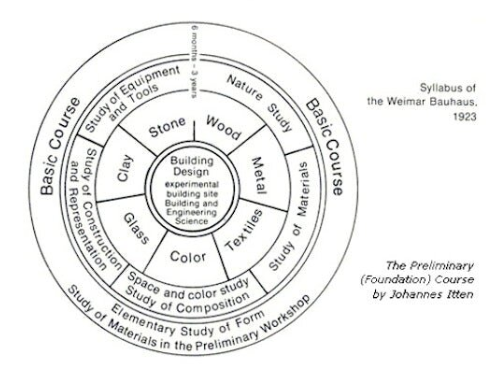 Basic Course
Basic Course
6 months - 3 years
Study of Equipment
and Tools
Nature Study
Study of Materials
Space and color study
Study of Composition
Study of Construction
and Representation
Stone
Wood
Metal
Textiles
Color
Glass
Clay
Building
Design
experimental
building site
Building and
Engineering
Science
Elementary Study of Form
Study of Materials in the Preliminary Workshop
Syllabus of
the Weimar Bauhaus,
1923
The Preliminary
(Foundation) Course
by Johannes Itten